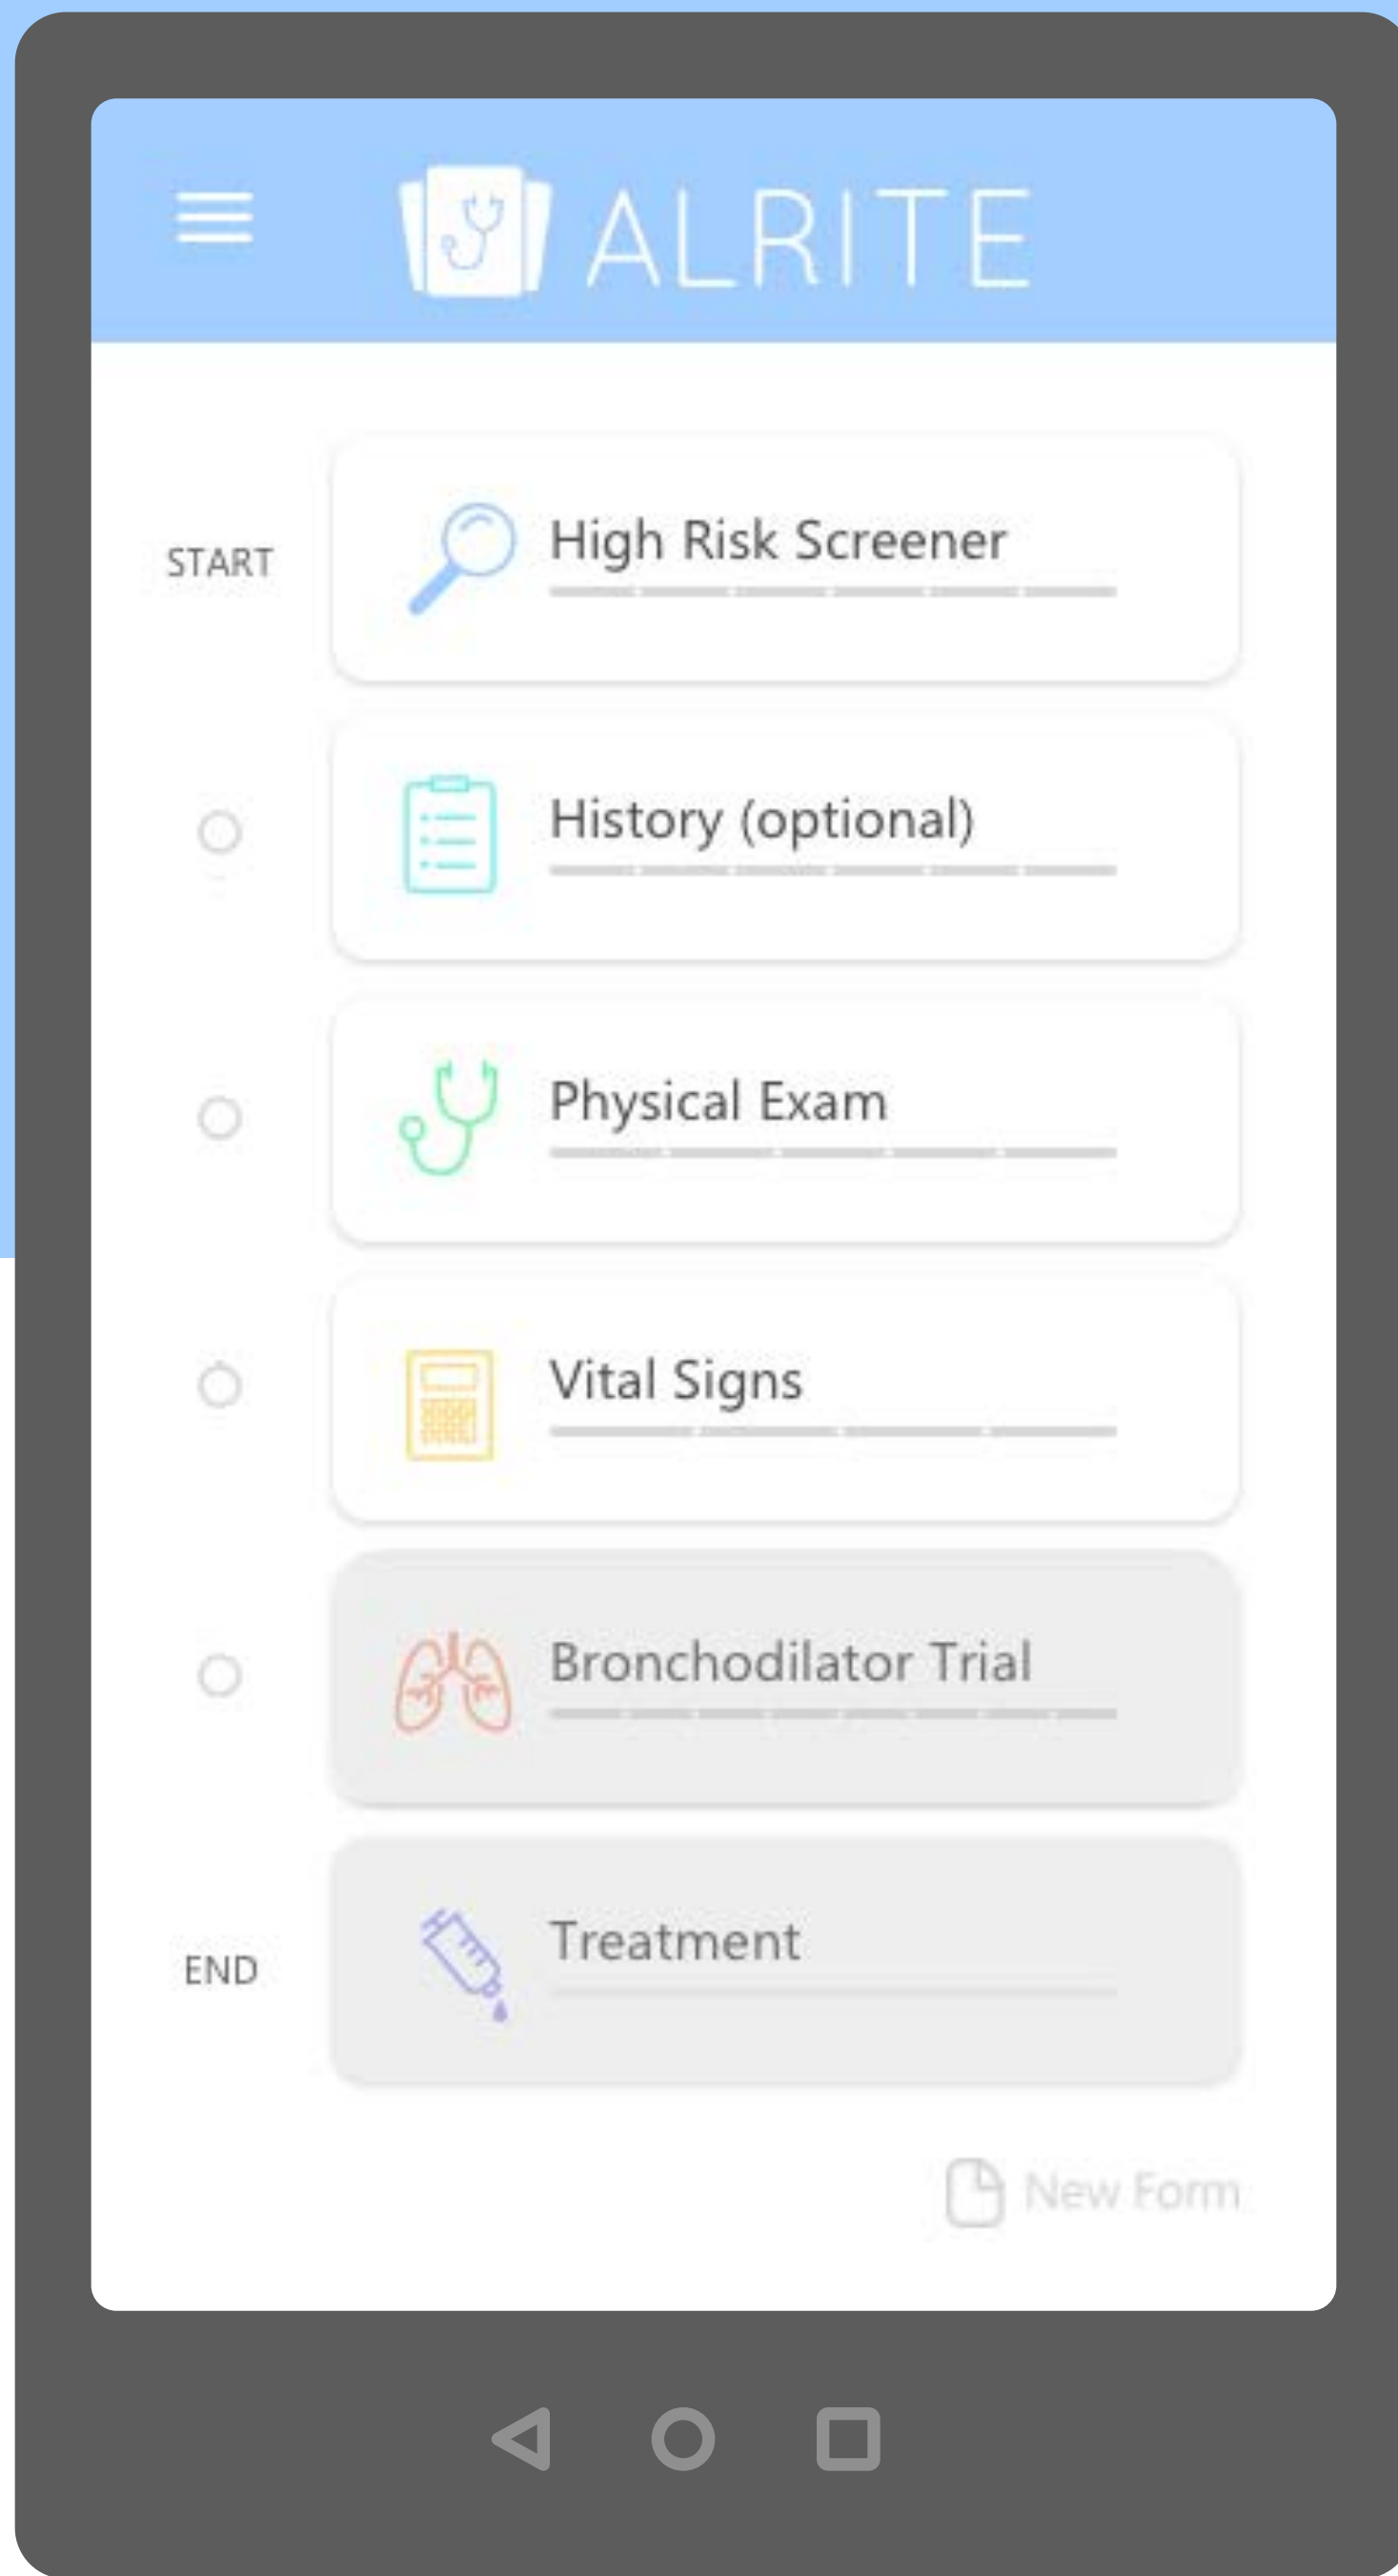 ALRITE
START
High Risk Screener
History (optional)
Physical Exam
Vital Signs
Bronchodilator Trial
END
Treatment
New Form